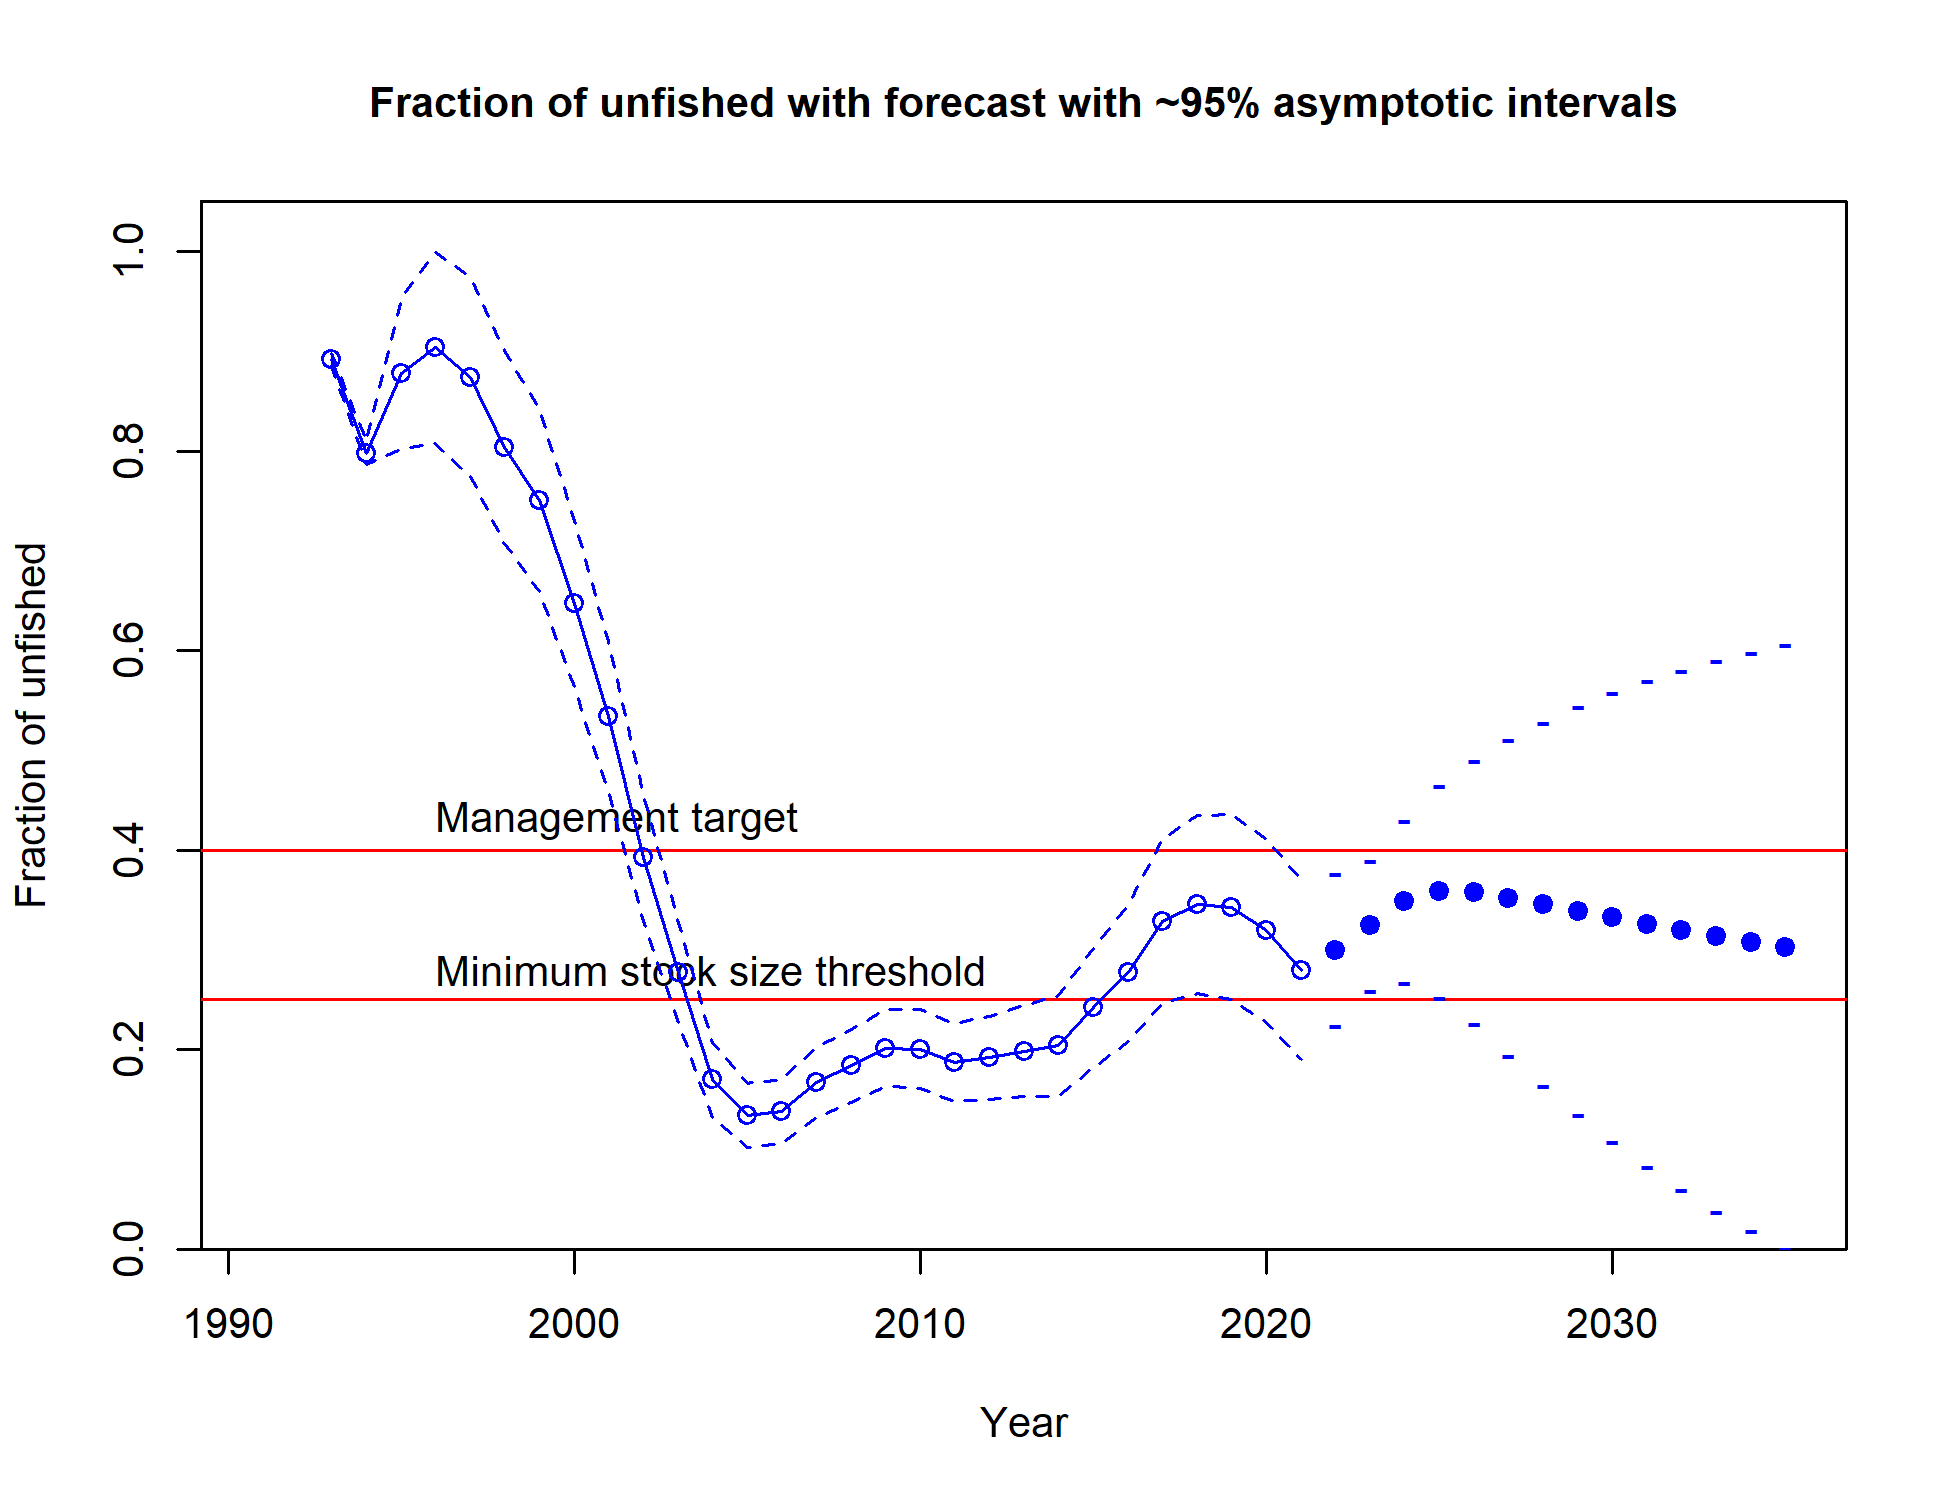 Fraction of unfished with forecast with ~95% asymptotic intervals
Fraction of unfished
1.0
0.8
0.6
0.4
0.2
0.0
Management target
Minimum stock size threshold
1990 2000 2010 2020 2030
Year